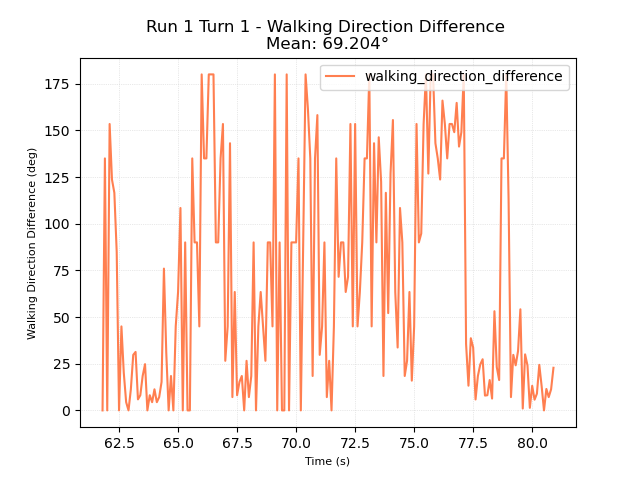 Run 1 Turn 1 - Walking Direction Difference
Mean: 69.204°
walking_direction_difference
Walking Direction Difference (deg)
175
150
125
100
75
50
25
0
62.5 65.0 67.5 70.0 72.5 75.0 77.5 80.0
Time (s)